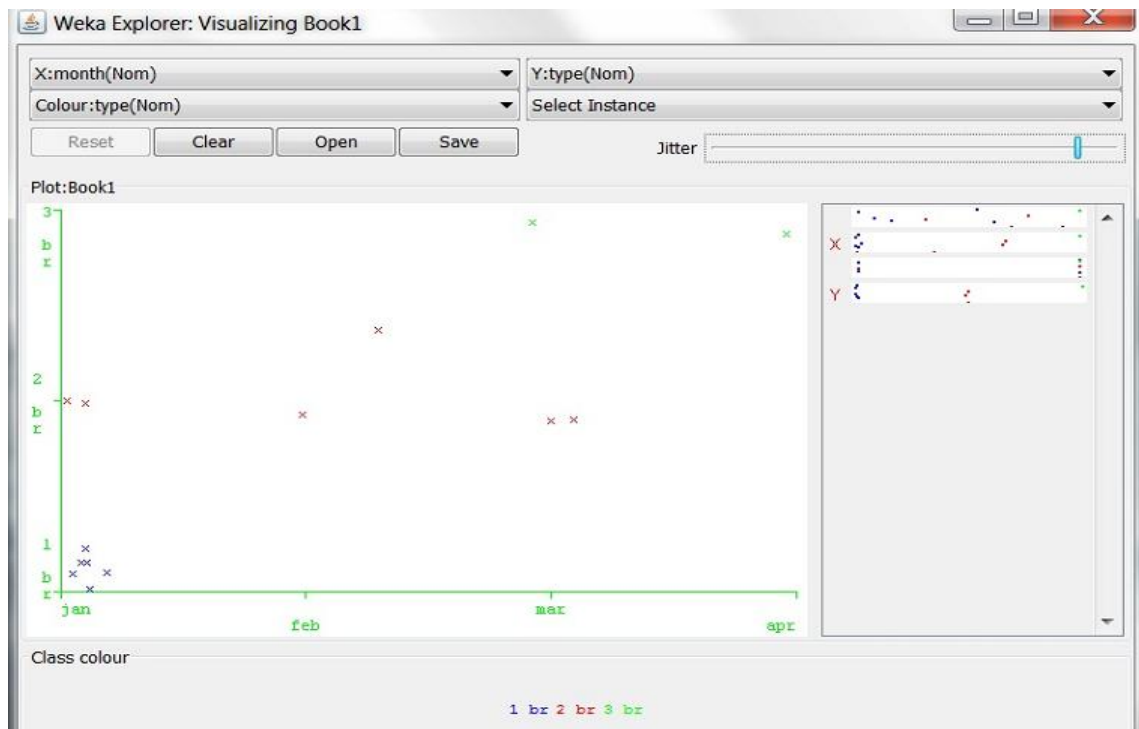 Weka Explorer: Visualizing Book1
X:month(Nom)
Y:type(Nom)
Colour:type(Nom)
Select Instance
Reset
Clear
Open
Save
Jitter
Plot:Book1
3
b
r
2
b
r
1
b
r
jan
feb
mar
apr
X
Y
Class colour
1 br 2 br 3 br